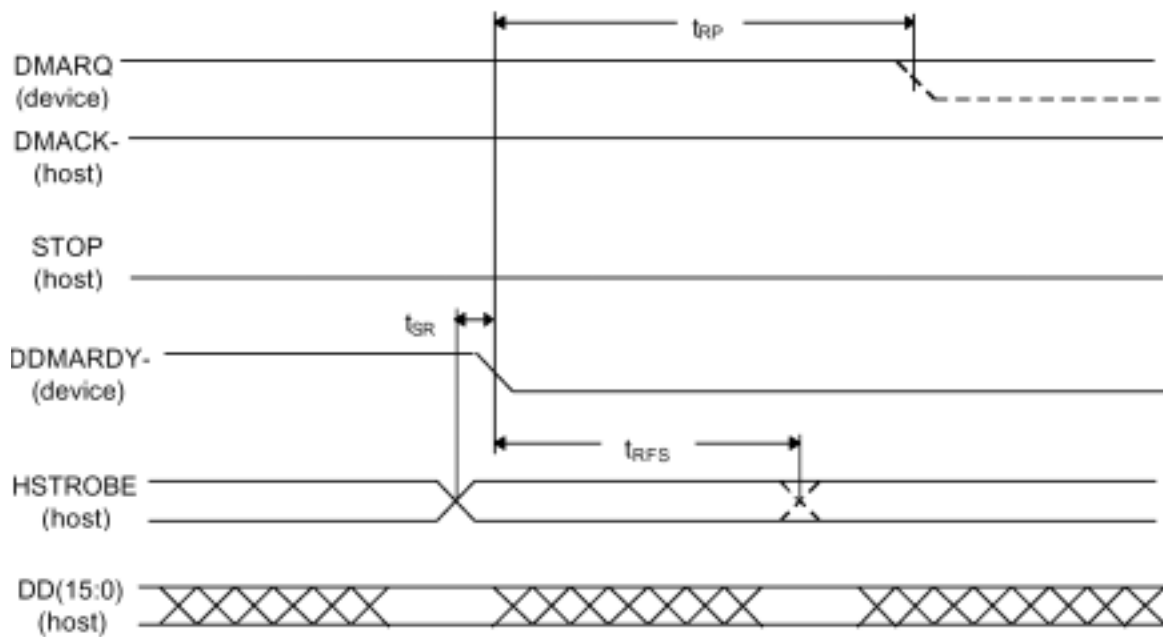 tRP
DMARQ
(device)
DMACK-
(host)
STOP
(host)
tSR
DDMARDY-
(device)
tRFS
HSTROBE
(host)
DD(15:0)
(host)